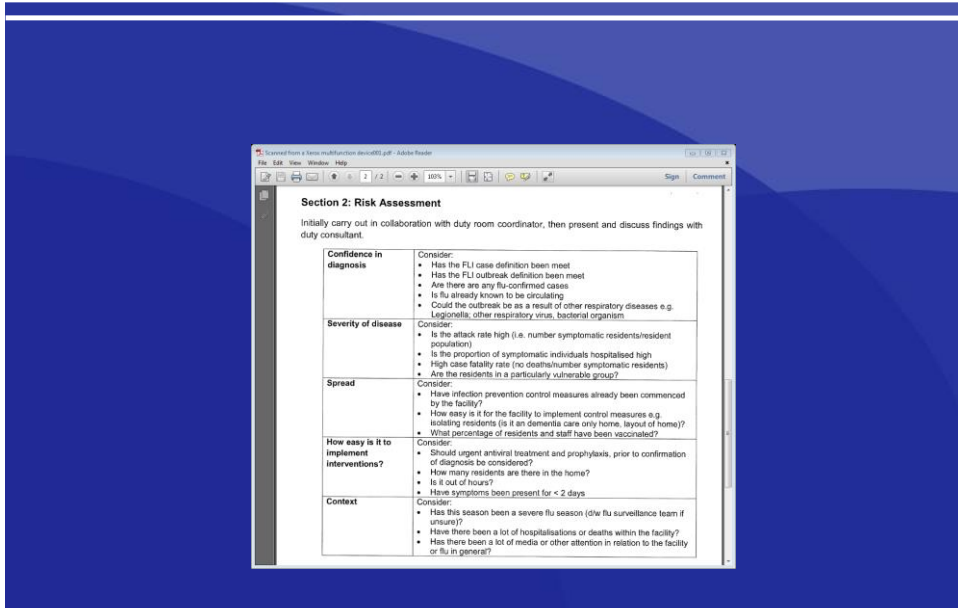 Scanned from a Xerox multifunction device001.pdf - Adobe Reader
File Edit View Window Help
2 / 2
103%
Sign Comment
Section 2: Risk Assessment
Initially carry out in collaboration with duty room coordinator, then present and discuss findings with
duty consultant.
Confidence in
diagnosis
Consider:
• Has the FLI case definition been meet
• Has the FLI outbreak definition been meet
• Are there are any flu-confirmed cases
• Is flu already known to be circulating
• Could the outbreak be as a result of other respiratory diseases e.g.
Legionella; other respiratory virus, bacterial organism
Severity of disease
Consider:
• Is the attack rate high (i.e. number symptomatic residents/resident
population)
• Is the proportion of symptomatic individuals hospitalised high
• High case fatality rate (no deaths/number symptomatic residents)
• Are the residents in a particularly vulnerable group?
Spread
Consider:
• Have infection prevention control measures already been commenced
by the facility?
• How easy is it for the facility to implement control measures e.g.
isolating residents (is it an dementia care only home, layout of home)?
• What percentage of residents and staff have been vaccinated?
How easy is it to
implement
interventions?
Consider:
• Should urgent antiviral treatment and prophylaxis, prior to confirmation
of diagnosis be considered?
• How many residents are there in the home?
• Is it out of hours?
• Have symptoms been present for < 2 days
Context
Consider:
• Has this season been a severe flu season (d/w flu surveillance team if
unsure)?
• Have there been a lot of hospitalisations or deaths within the facility?
• Has there been a lot of media or other attention in relation to the facility
or flu in general?